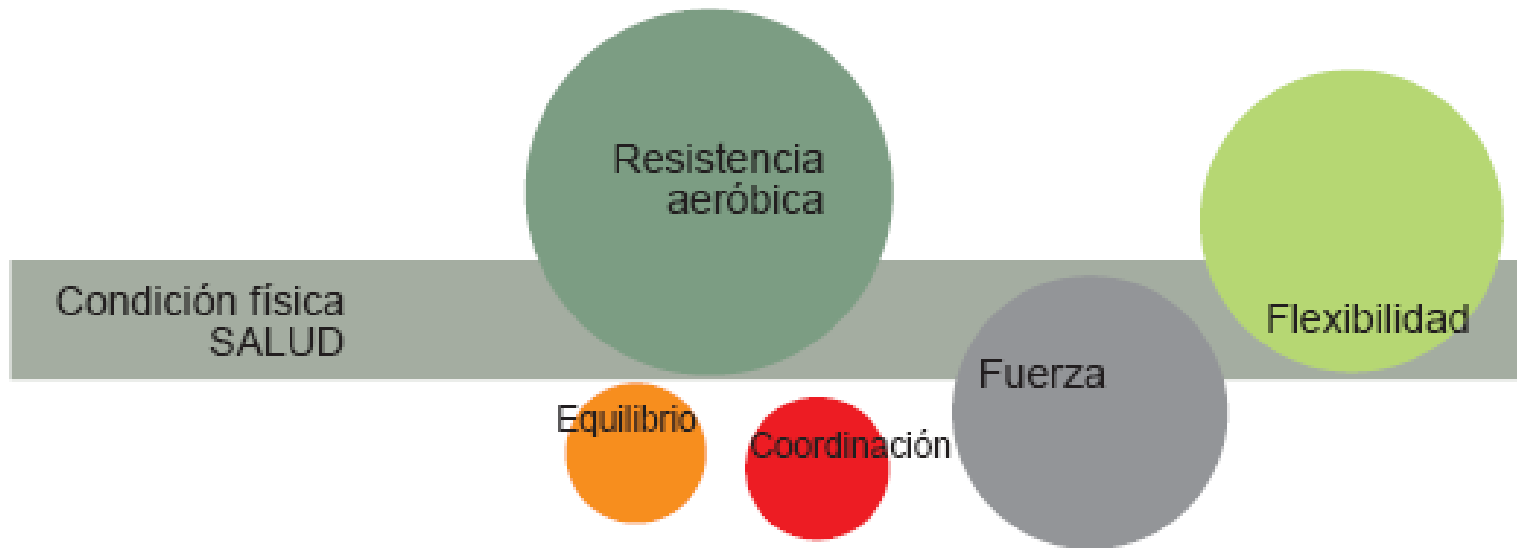 Resistencia
aeróbica
Condición física
SALUD
Flexibilidad
Fuerza
Equilibrio
Coordinación